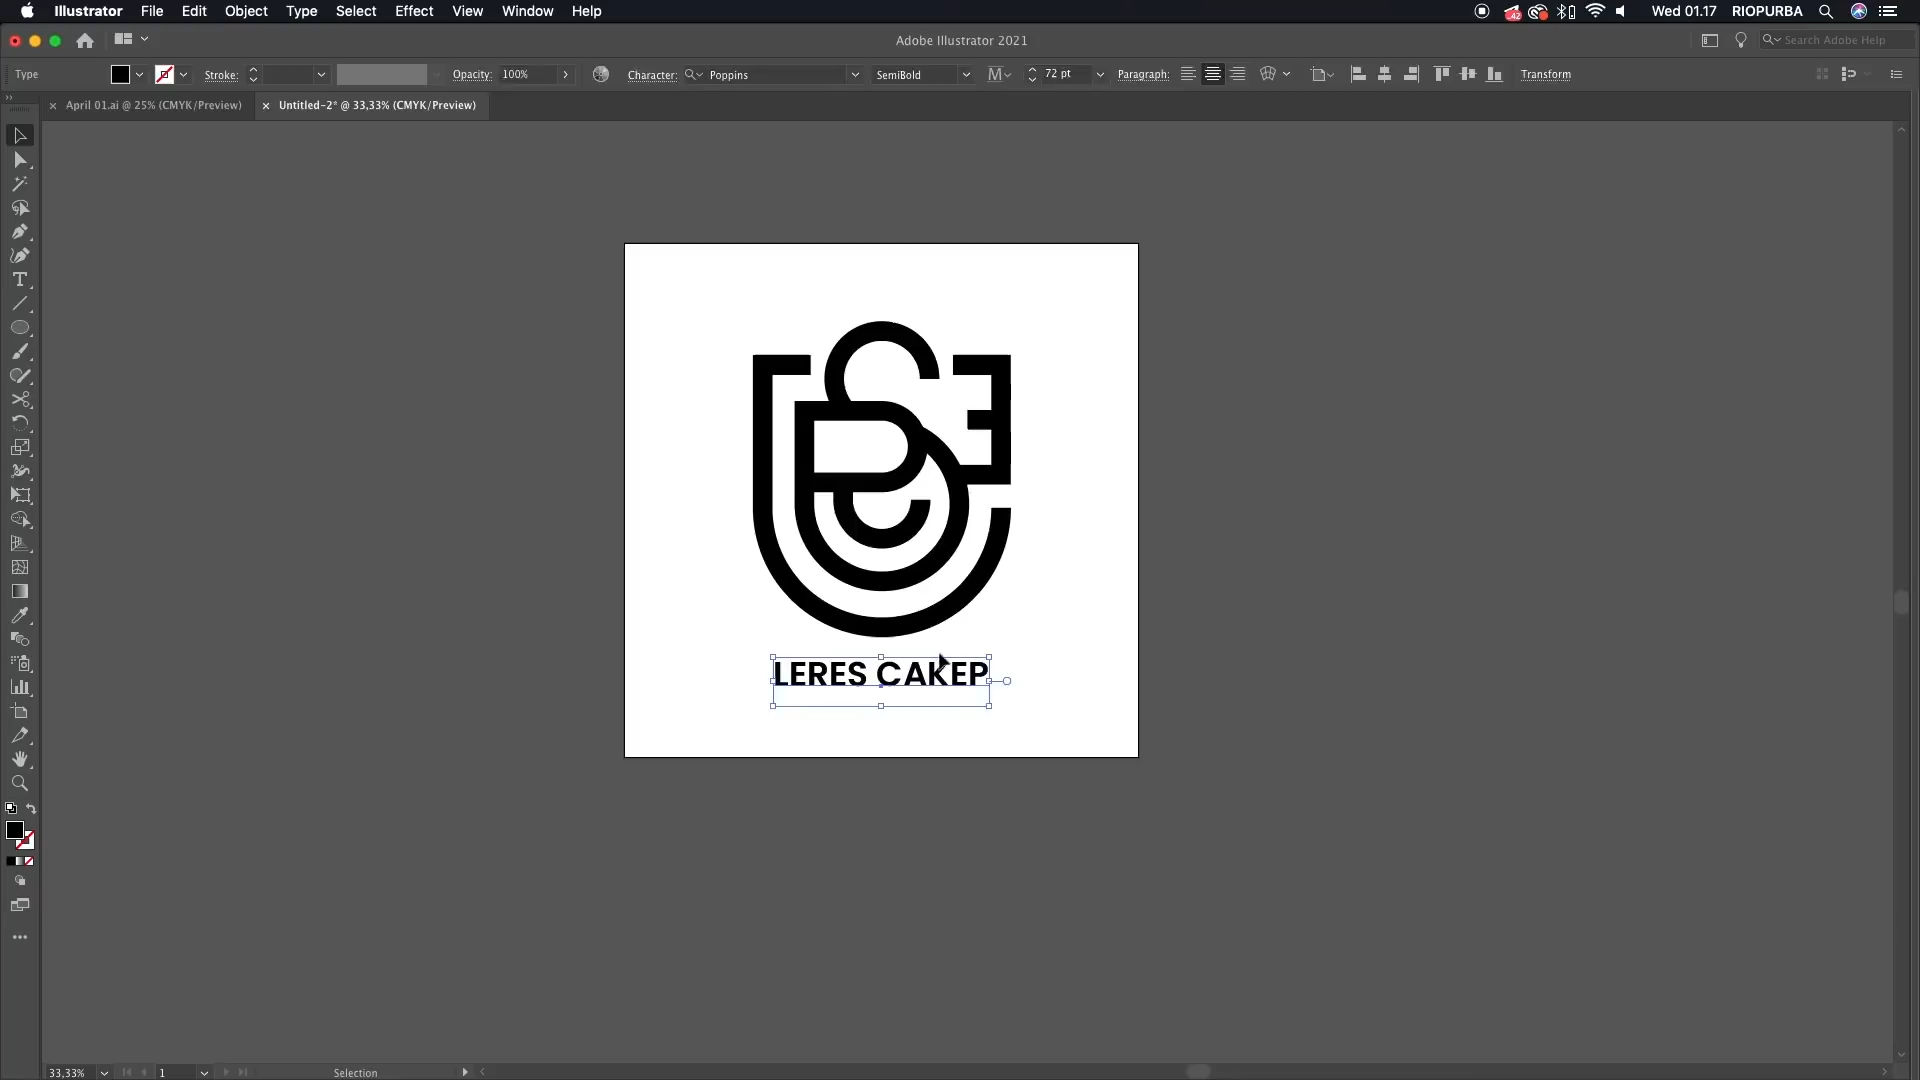 Illustrator File Edit Object Type Select Effect View Window Help
42 Wed 01.17 RIOPURBA
Adobe Illustrator 2021
Search Adobe Help
Type Stroke: Opacity: 100% Character: Poppins SemiBold 72 pt Paragraph: Transform
April 01.ai @ 25% (CMYK/Preview) Untitled-2* @ 33,33% (CMYK/Preview)
LERES CAKEP
33,33% 1 Selection